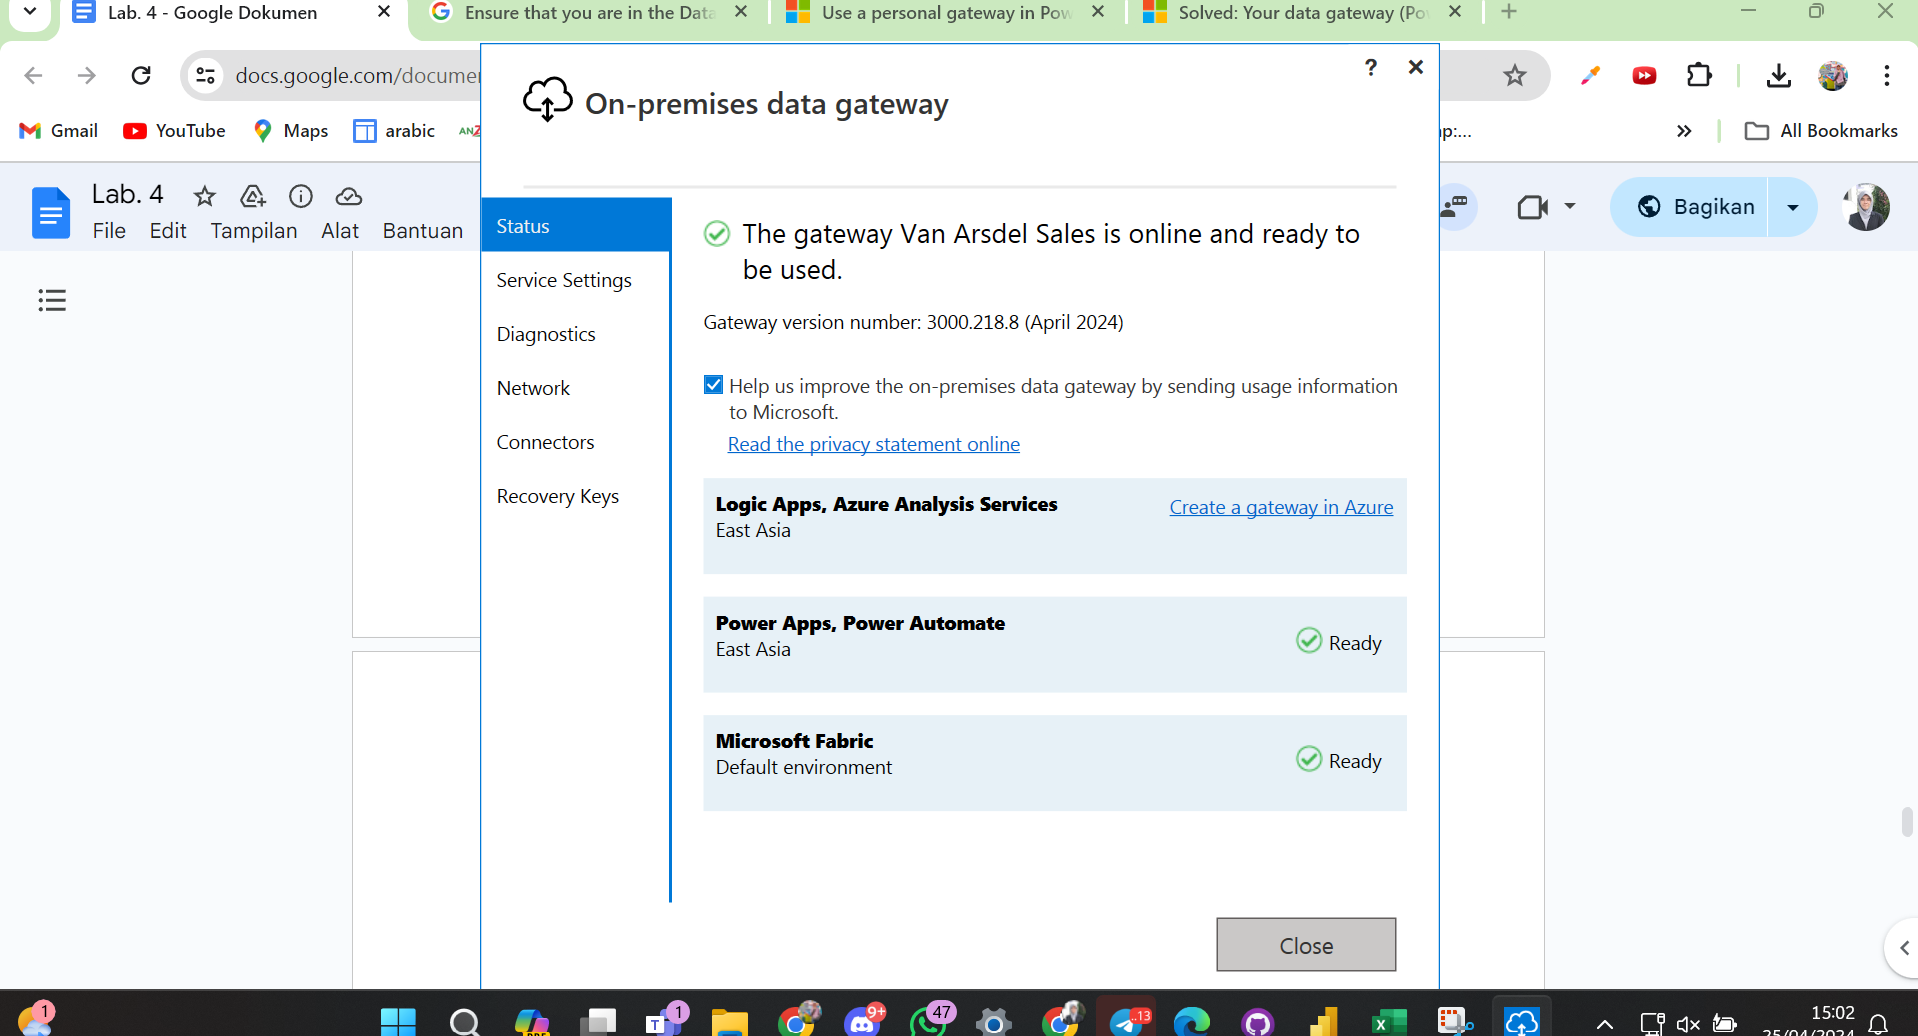 Lab. 4 - Google Dokumen
Ensure that you are in the Data
Use a personal gateway in Pow
Solved: Your data gateway (Po
docs.google.com/documen
Gmail
YouTube
Maps
arabic
All Bookmarks
Lab. 4
File Edit Tampilan Alat Bantuan
Bagikan
?
On-premises data gateway
Status
Service Settings
Diagnostics
Network
Connectors
Recovery Keys
The gateway Van Arsdel Sales is online and ready to
be used.
Gateway version number: 3000.218.8 (April 2024)
Help us improve the on-premises data gateway by sending usage information
to Microsoft.
Read the privacy statement online
Logic Apps, Azure Analysis Services
East Asia
Create a gateway in Azure
Power Apps, Power Automate
East Asia
Ready
Microsoft Fabric
Default environment
Ready
Close
1
1
9+
47
.13
15:02
25/04/2024